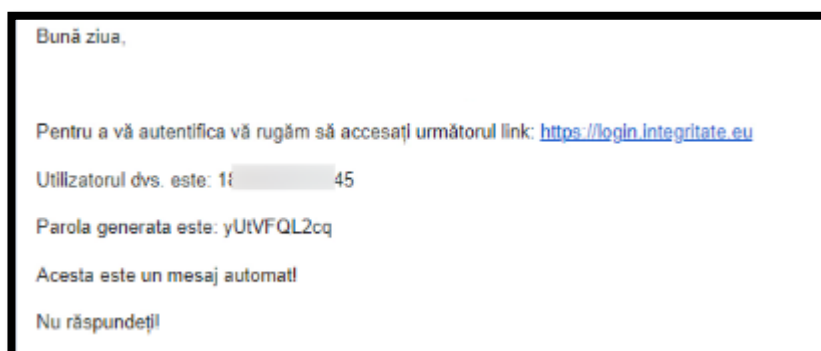 Bună ziua,
Pentru a vă autentifica vă rugăm să accesați următorul link: https://login.integritate.eu
Utilizatorul dvs. este: 18 45
Parola generata este: yUtVFQL2cq
Acesta este un mesaj automat!
Nu răspundeți!